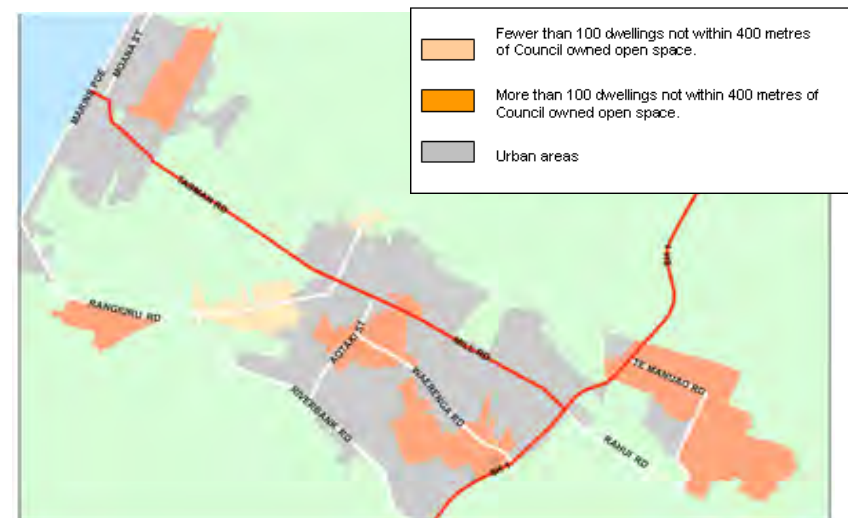 Fewer than 100 dwellings not within 400 metres
of Council owned open space.
More than 100 dwellings not within 400 metres of
Council owned open space.
Urban areas
MOANA ST
MARINE PDE
TASMAN RD
SH 1
RANGIURU RD
AOTAKI ST
MILL RD
TE MANUAO RD
WAERENGA RD
RIVERBANK RD
RAHUI RD
SH 1